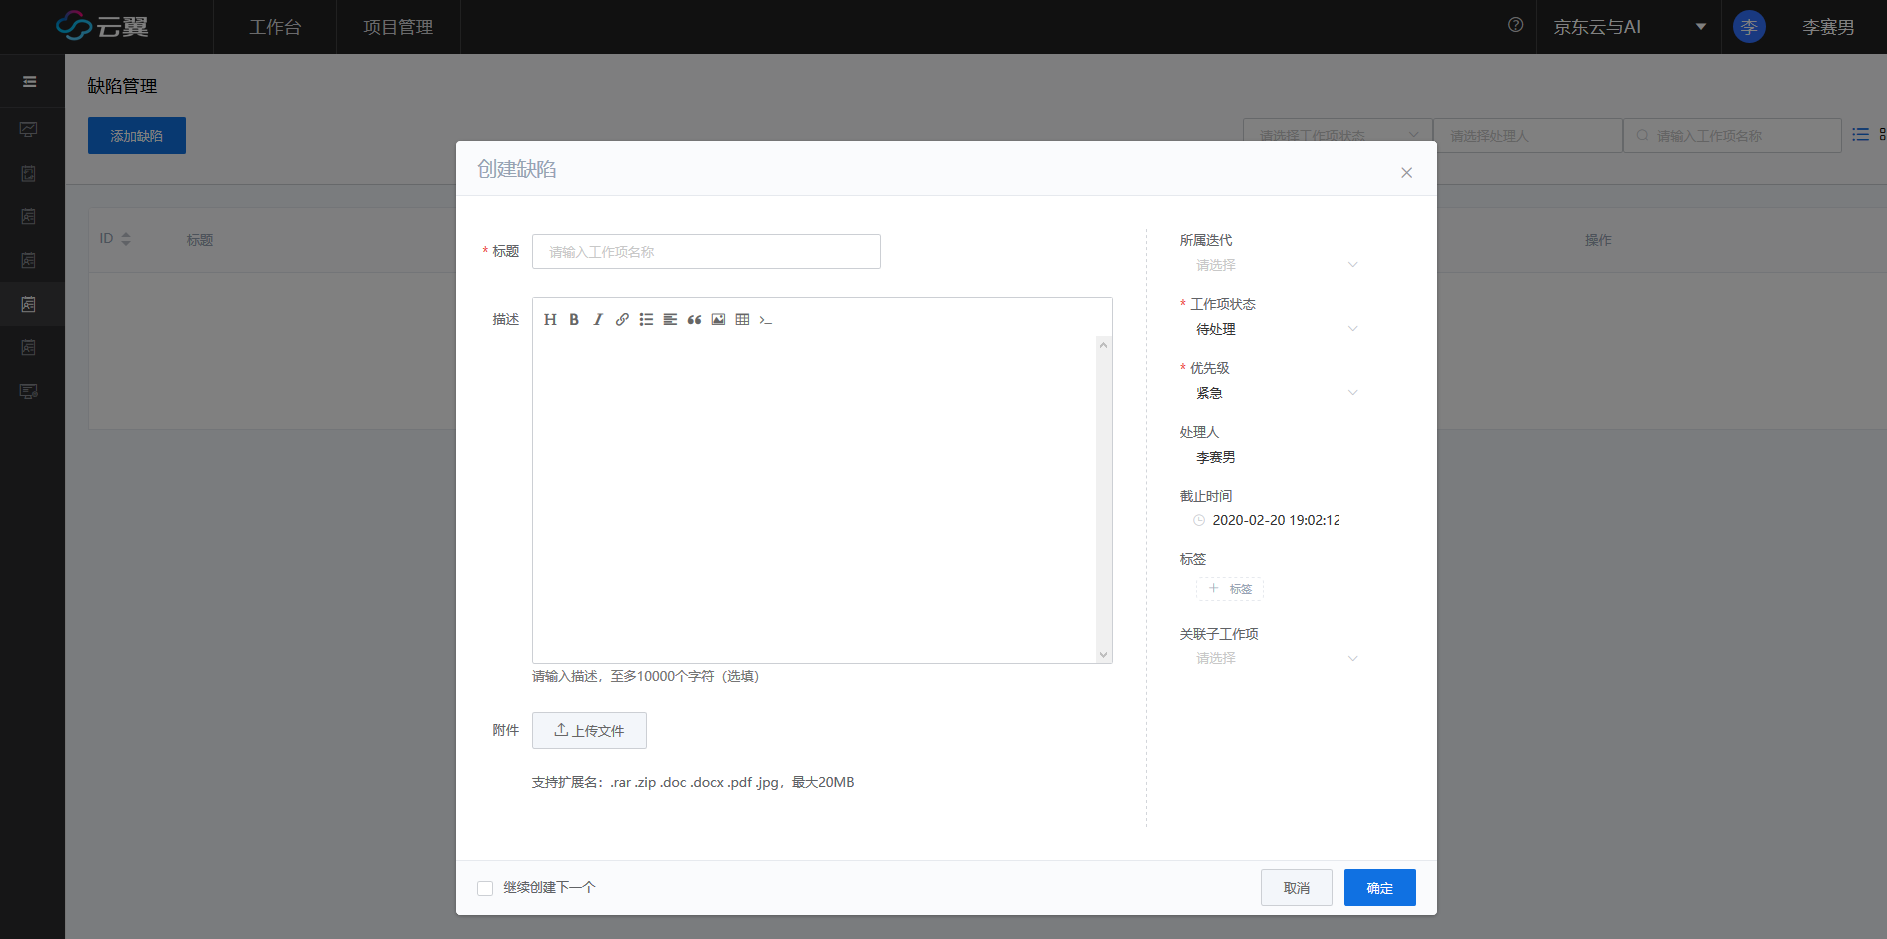 云翼
工作台
项目管理
京东云与AI
李
李赛男
缺陷管理
添加缺陷
请选择工作项状态
请选择处理人
请输入工作项名称
ID
标题
操作
创建缺陷
* 标题
请输入工作项名称
描述
请输入描述，至多10000个字符（选填）
附件
上传文件
支持扩展名：.rar .zip .doc .docx .pdf .jpg，最大20MB
所属迭代
请选择
* 工作项状态
待处理
* 优先级
紧急
处理人
李赛男
截止时间
2020-02-20 19:02:12
标签
+ 标签
关联子工作项
请选择
继续创建下一个
取消
确定